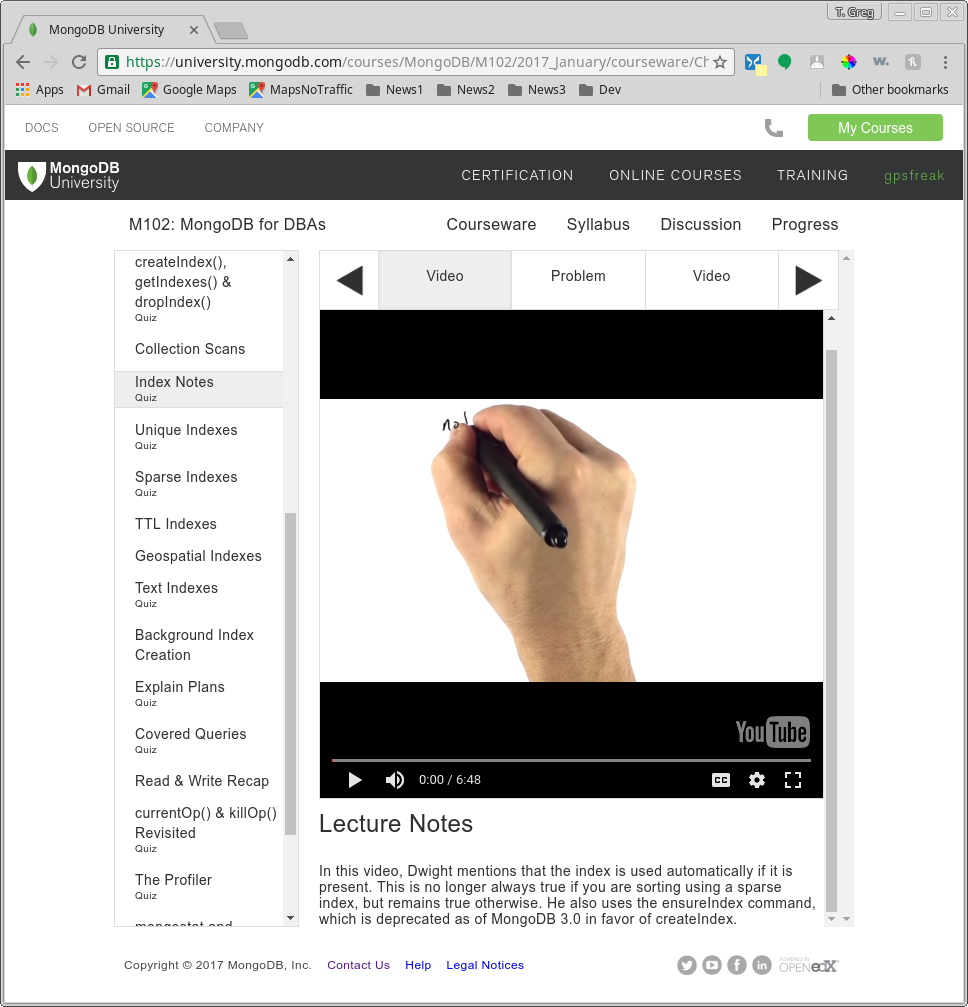 T. Greg
MongoDB University
https://university.mongodb.com/courses/MongoDB/M102/2017_January/courseware/Ch
Apps Gmail Google Maps MapsNoTraffic News1 News2 News3 Dev Other bookmarks
DOCS OPEN SOURCE COMPANY My Courses
MongoDB
University
CERTIFICATION ONLINE COURSES TRAINING gpsfreak
M102: MongoDB for DBAs Courseware Syllabus Discussion Progress
createIndex(),
getIndexes() &
dropIndex()
Quiz
Collection Scans
Index Notes
Quiz
Unique Indexes
Quiz
Sparse Indexes
Quiz
TTL Indexes
Geospatial Indexes
Text Indexes
Quiz
Background Index
Creation
Explain Plans
Quiz
Covered Queries
Quiz
Read & Write Recap
currentOp() & killOp()
Revisited
Quiz
The Profiler
Quiz
mongostat and
Video Problem Video
YouTube
0:00 / 6:48 CC
Lecture Notes
In this video, Dwight mentions that the index is used automatically if it is
present. This is no longer always true if you are sorting using a sparse
index, but remains true otherwise. He also uses the ensureIndex command,
which is deprecated as of MongoDB 3.0 in favor of createIndex.
Copyright © 2017 MongoDB, Inc. Contact Us Help Legal Notices
POWERED BY
OPEN edX